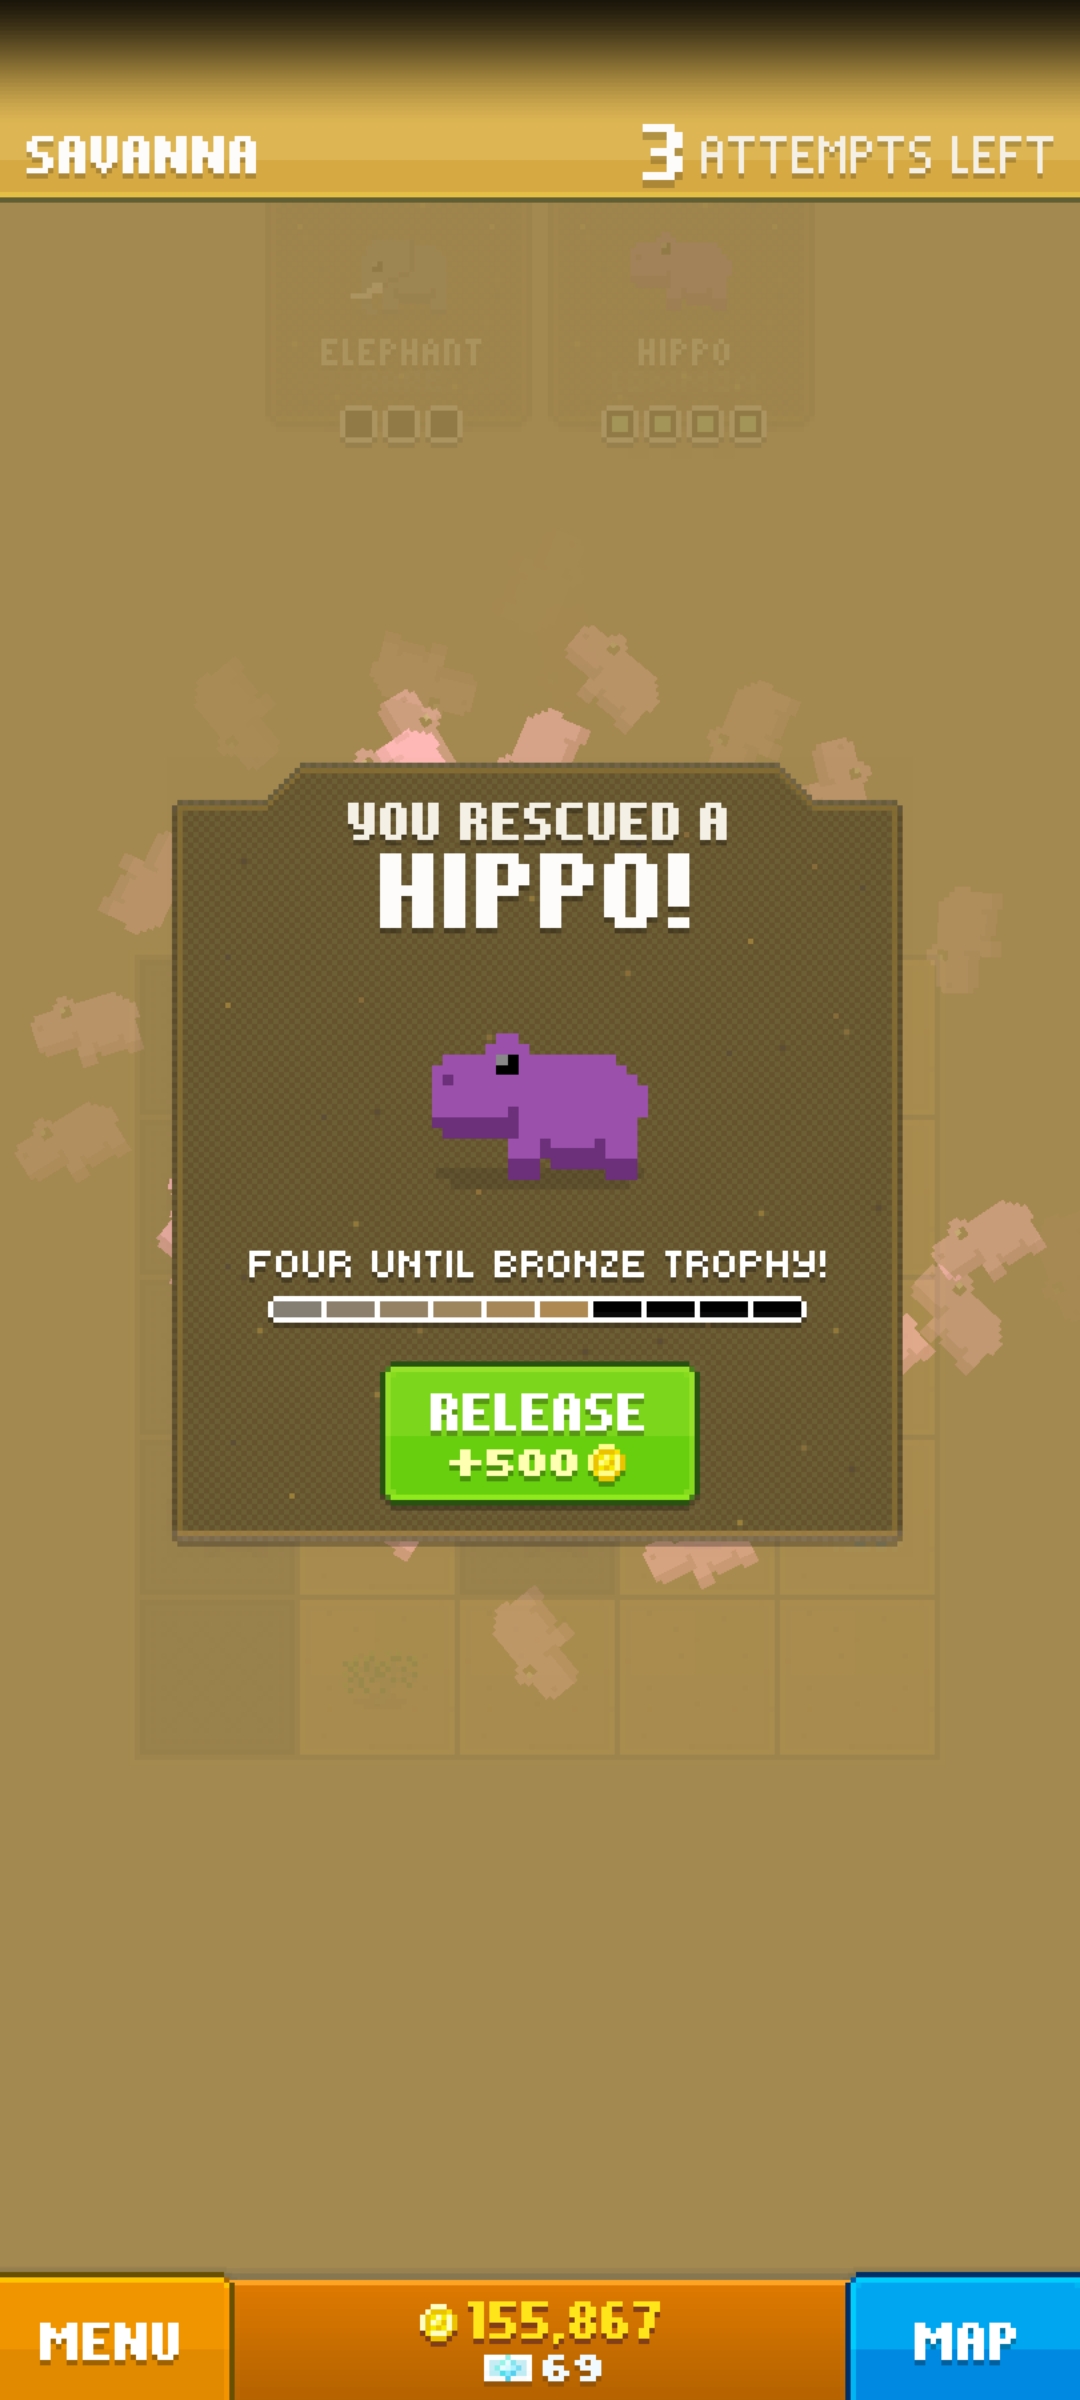 SAVANNA
3 ATTEMPTS LEFT
ELEPHANT
HIPPO
YOU RESCUED A
HIPPO!
FOUR UNTIL BRONZE TROPHY!
RELEASE
+500
MENU
155,867
69
MAP